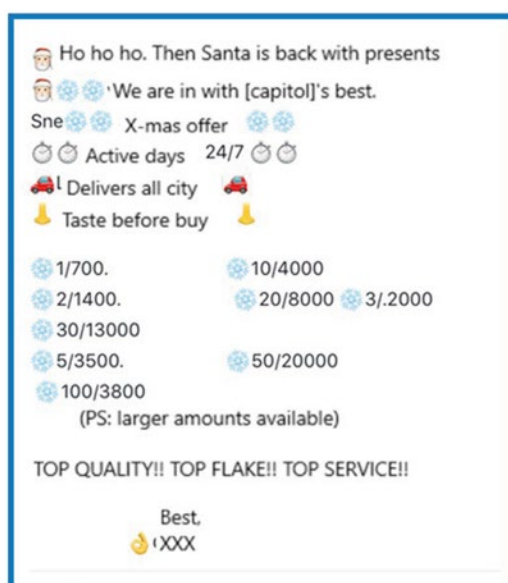 🎅 Ho ho ho. Then Santa is back with presents
🎅❄️❄️ We are in with [capitol]'s best.
Sne❄️❄️ X-mas offer ❄️❄️
⏱️⏱️ Active days 24/7 ⏱️⏱️
🚗 Delivers all city 🚗
👃 Taste before buy 👃
❄️1/700. ❄️10/4000
❄️2/1400. ❄️20/8000 ❄️3/.2000
❄️30/13000
❄️5/3500. ❄️50/20000
❄️100/3800
(PS: larger amounts available)
TOP QUALITY!! TOP FLAKE!! TOP SERVICE!!
Best,
👌XXX